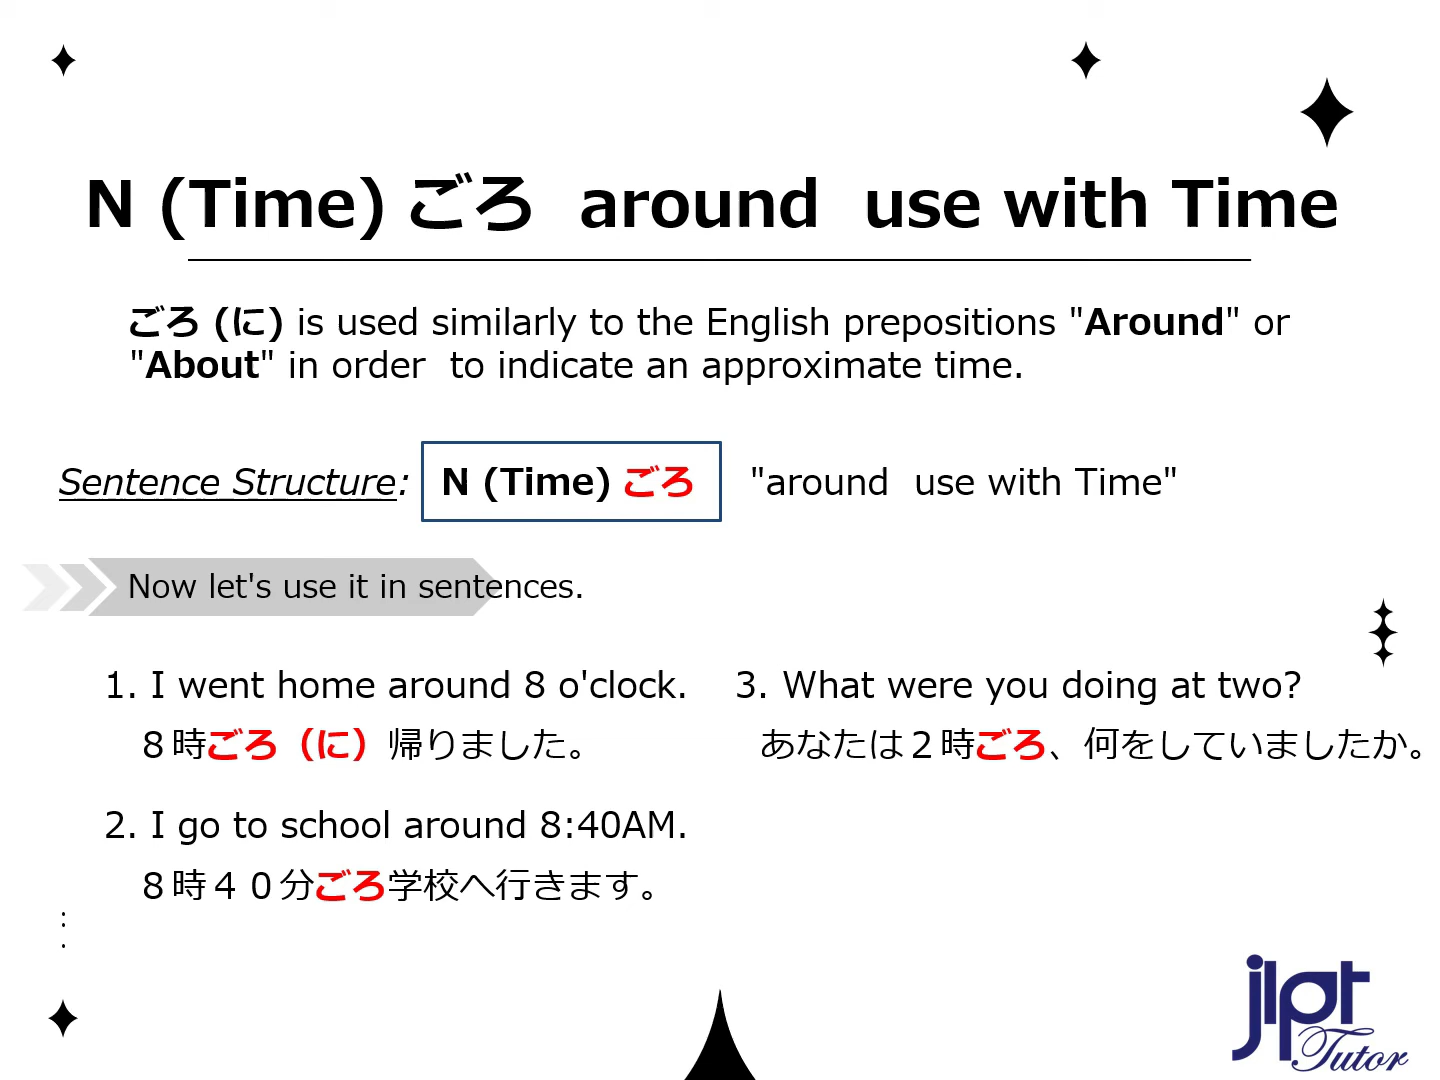 N (Time) ごろ  around  use with Time
ごろ (に) is used similarly to the English prepositions "Around" or
"About" in order  to indicate an approximate time.
Sentence Structure: N (Time) ごろ "around  use with Time"
Now let's use it in sentences.
1. I went home around 8 o'clock.
８時ごろ（に）帰りました。
2. I go to school around 8:40AM.
８時４０分ごろ学校へ行きます。
3. What were you doing at two?
あなたは２時ごろ、何をしていましたか。
:
.
jlpt
Tutor